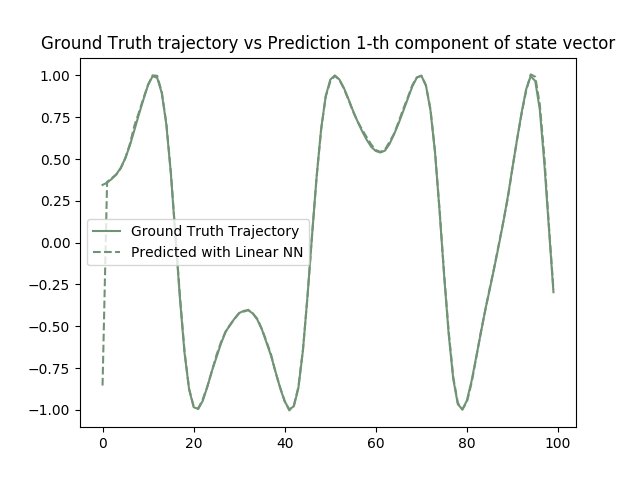 Ground Truth trajectory vs Prediction 1-th component of state vector
1.00
0.75
0.50
0.25
0.00
−0.25
−0.50
−0.75
−1.00
Ground Truth Trajectory
Predicted with Linear NN
0 20 40 60 80 100